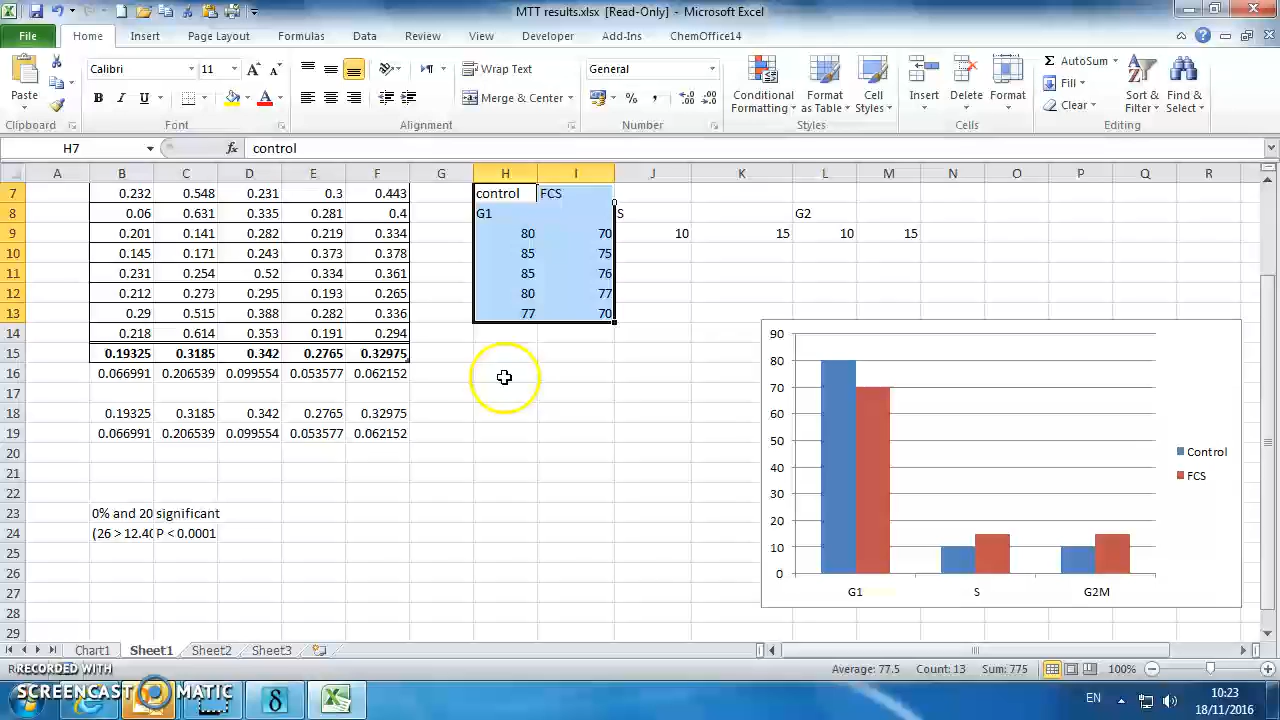 MTT results.xlsx [Read-Only] - Microsoft Excel
File Home Insert Page Layout Formulas Data Review View Developer Add-Ins ChemOffice14
Paste
Calibri 11
B I U A
Wrap Text
Merge & Center
General
% ,
Conditional Formatting
Format as Table
Cell Styles
Insert Delete Format
Σ AutoSum
Fill
Clear
Sort & Filter
Find & Select
Clipboard Font Alignment Number Styles Cells Editing
H7 fx control
A B C D E F G H I J K L M N O P Q R
7 0.232 0.548 0.231 0.3 0.443 control FCS
8 0.06 0.631 0.335 0.281 0.4 G1 S G2
9 0.201 0.141 0.282 0.219 0.334 80 70 10 15 10 15
10 0.145 0.171 0.243 0.373 0.378 85 75
11 0.231 0.254 0.52 0.334 0.361 85 76
12 0.212 0.273 0.295 0.193 0.265 80 77
13 0.29 0.515 0.388 0.282 0.336 77 70
14 0.218 0.614 0.353 0.191 0.294
15 0.19325 0.3185 0.342 0.2765 0.32975
16 0.066991 0.206539 0.099554 0.053577 0.062152
17
18 0.19325 0.3185 0.342 0.2765 0.32975
19 0.066991 0.206539 0.099554 0.053577 0.062152
20
21
22
23 0% and 20 significant
24 (26 > 12.40 P < 0.0001
25
26
27
28
29
90
80
70
60
50
40
30
20
10
0
G1 S G2M
Control
FCS
Chart1 Sheet1 Sheet2 Sheet3
Average: 77.5 Count: 13 Sum: 775 100%
RECORDED WITH
SCREENCAST MATIC
EN
10:23
18/11/2016